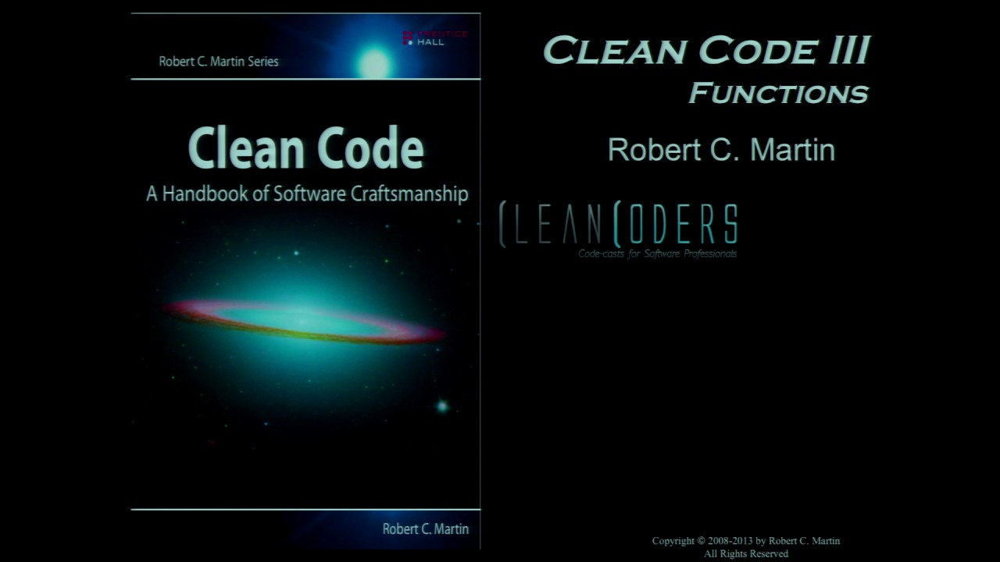 PRENTICE
HALL
Robert C. Martin Series
Clean Code
A Handbook of Software Craftsmanship
Robert C. Martin
CLEAN CODE III
FUNCTIONS
Robert C. Martin
CLEANCODERS
Code-casts for Software Professionals
Copyright © 2008-2013 by Robert C. Martin
All Rights Reserved